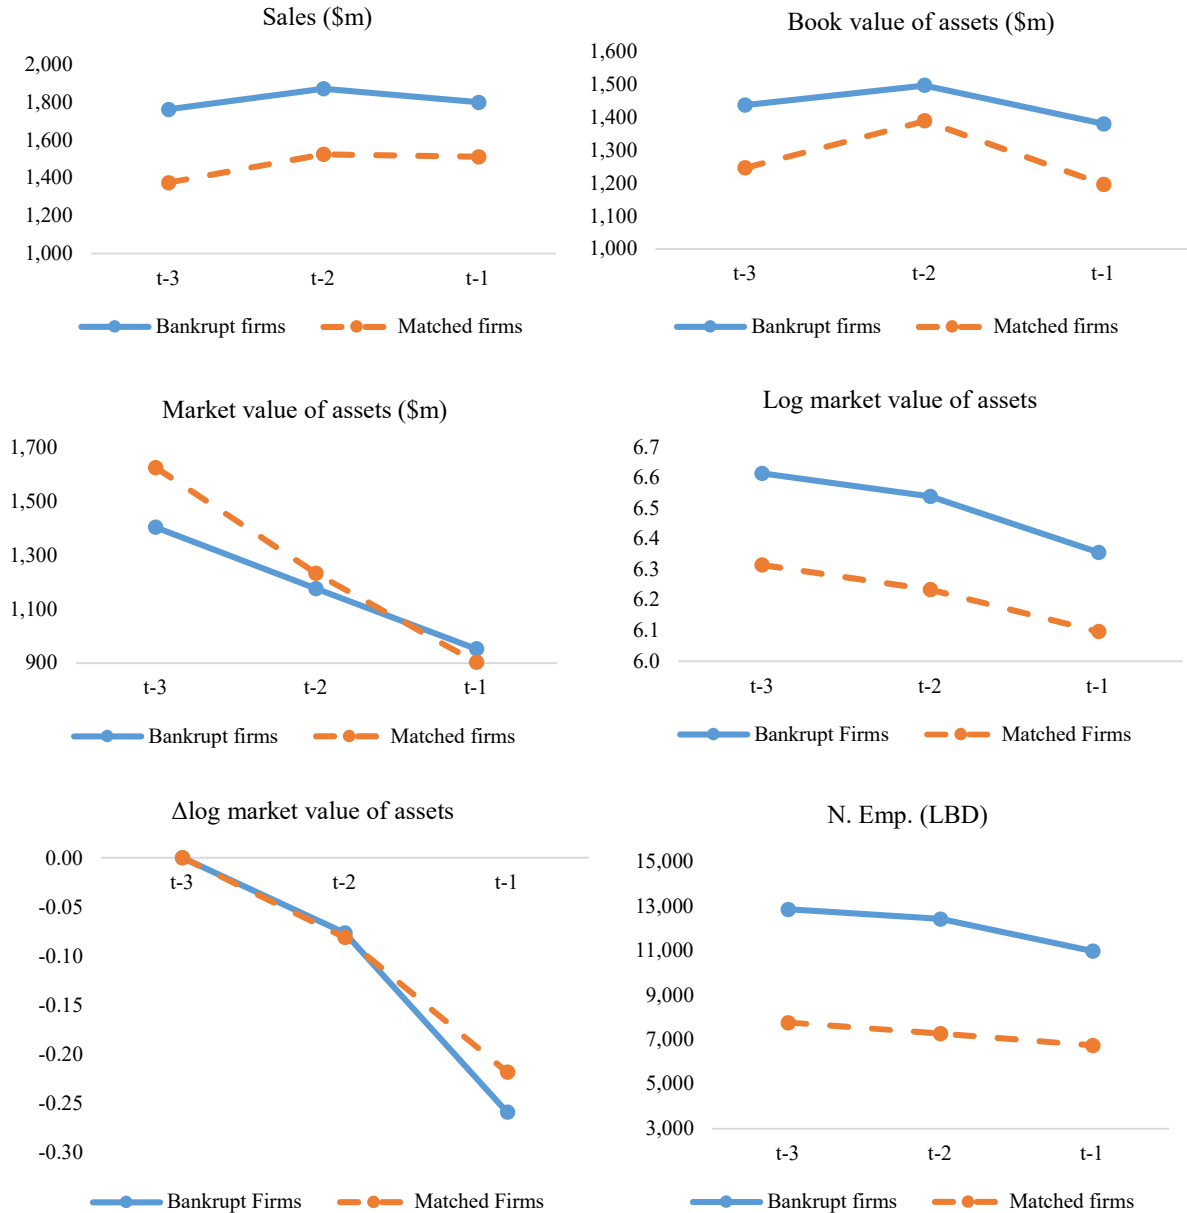 Sales ($m)
2,000
1,800
1,600
1,400
1,200
1,000
t-3 t-2 t-1
Bankrupt firms Matched firms
Book value of assets ($m)
1,600
1,500
1,400
1,300
1,200
1,100
1,000
t-3 t-2 t-1
Bankrupt firms Matched firms
Market value of assets ($m)
1,700
1,500
1,300
1,100
900
t-3 t-2 t-1
Bankrupt firms Matched firms
Log market value of assets
6.7
6.6
6.5
6.4
6.3
6.2
6.1
6.0
t-3 t-2 t-1
Bankrupt Firms Matched Firms
Δlog market value of assets
0.00
t-3 t-2 t-1
-0.05
-0.10
-0.15
-0.20
-0.25
-0.30
Bankrupt Firms Matched Firms
N. Emp. (LBD)
15,000
13,000
11,000
9,000
7,000
5,000
3,000
t-3 t-2 t-1
Bankrupt firms Matched firms